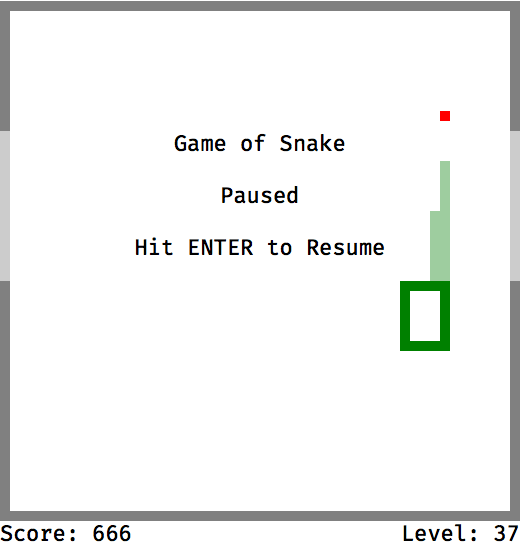 Game of Snake
Paused
Hit ENTER to Resume
Score: 666
Level: 37